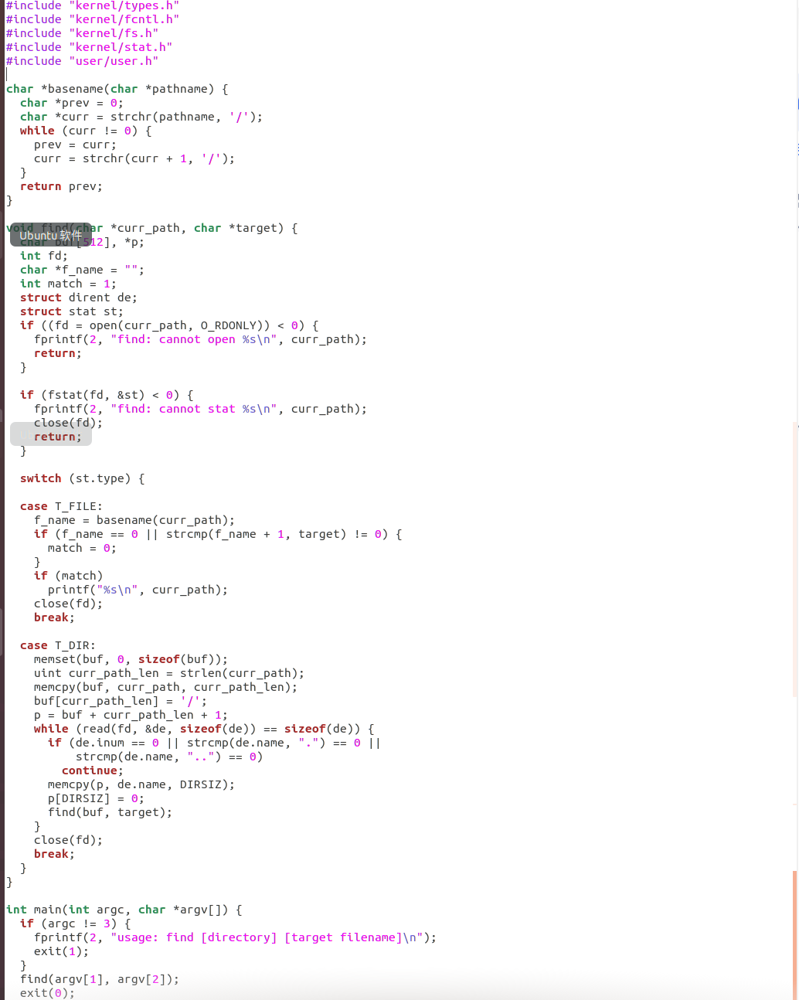 #include "kernel/types.h"
#include "kernel/fcntl.h"
#include "kernel/fs.h"
#include "kernel/stat.h"
#include "user/user.h"

char *basename(char *pathname) {
  char *prev = 0;
  char *curr = strchr(pathname, '/');
  while (curr != 0) {
    prev = curr;
    curr = strchr(curr + 1, '/');
  }
  return prev;
}

void find(char *curr_path, char *target) {
Ubuntu 软件
  char buf[512], *p;
  int fd;
  char *f_name = "";
  int match = 1;
  struct dirent de;
  struct stat st;
  if ((fd = open(curr_path, O_RDONLY)) < 0) {
    fprintf(2, "find: cannot open %s\n", curr_path);
    return;
  }

  if (fstat(fd, &st) < 0) {
    fprintf(2, "find: cannot stat %s\n", curr_path);
    close(fd);
    return;
  }

  switch (st.type) {

  case T_FILE:
    f_name = basename(curr_path);
    if (f_name == 0 || strcmp(f_name + 1, target) != 0) {
      match = 0;
    }
    if (match)
      printf("%s\n", curr_path);
    close(fd);
    break;

  case T_DIR:
    memset(buf, 0, sizeof(buf));
    uint curr_path_len = strlen(curr_path);
    memcpy(buf, curr_path, curr_path_len);
    buf[curr_path_len] = '/';
    p = buf + curr_path_len + 1;
    while (read(fd, &de, sizeof(de)) == sizeof(de)) {
      if (de.inum == 0 || strcmp(de.name, ".") == 0 ||
          strcmp(de.name, "..") == 0)
        continue;
      memcpy(p, de.name, DIRSIZ);
      p[DIRSIZ] = 0;
      find(buf, target);
    }
    close(fd);
    break;
  }
}

int main(int argc, char *argv[]) {
  if (argc != 3) {
    fprintf(2, "usage: find [directory] [target filename]\n");
    exit(1);
  }
  find(argv[1], argv[2]);
  exit(0);